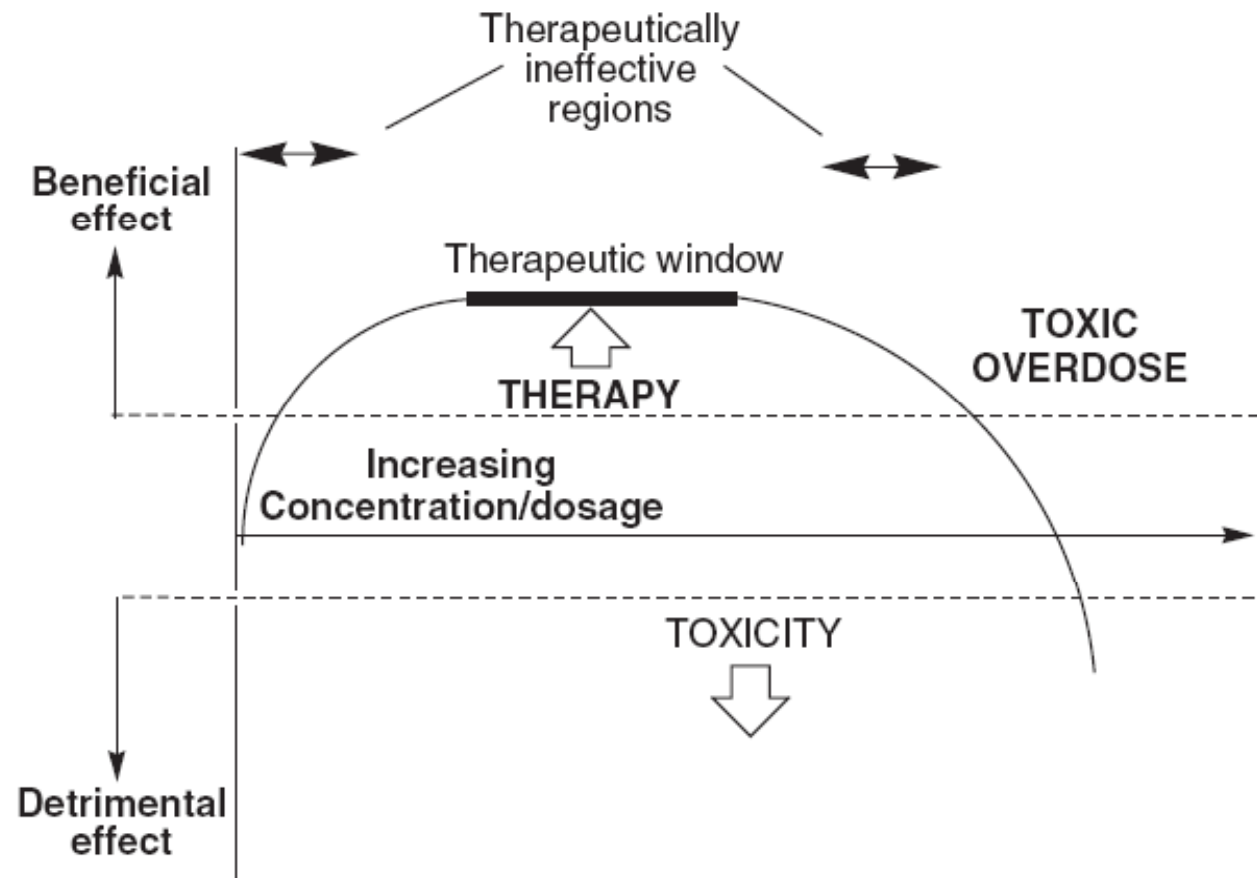 Therapeutically
ineffective
regions
Beneficial
effect
Therapeutic window
TOXIC
OVERDOSE
THERAPY
Increasing
Concentration/dosage
TOXICITY
Detrimental
effect